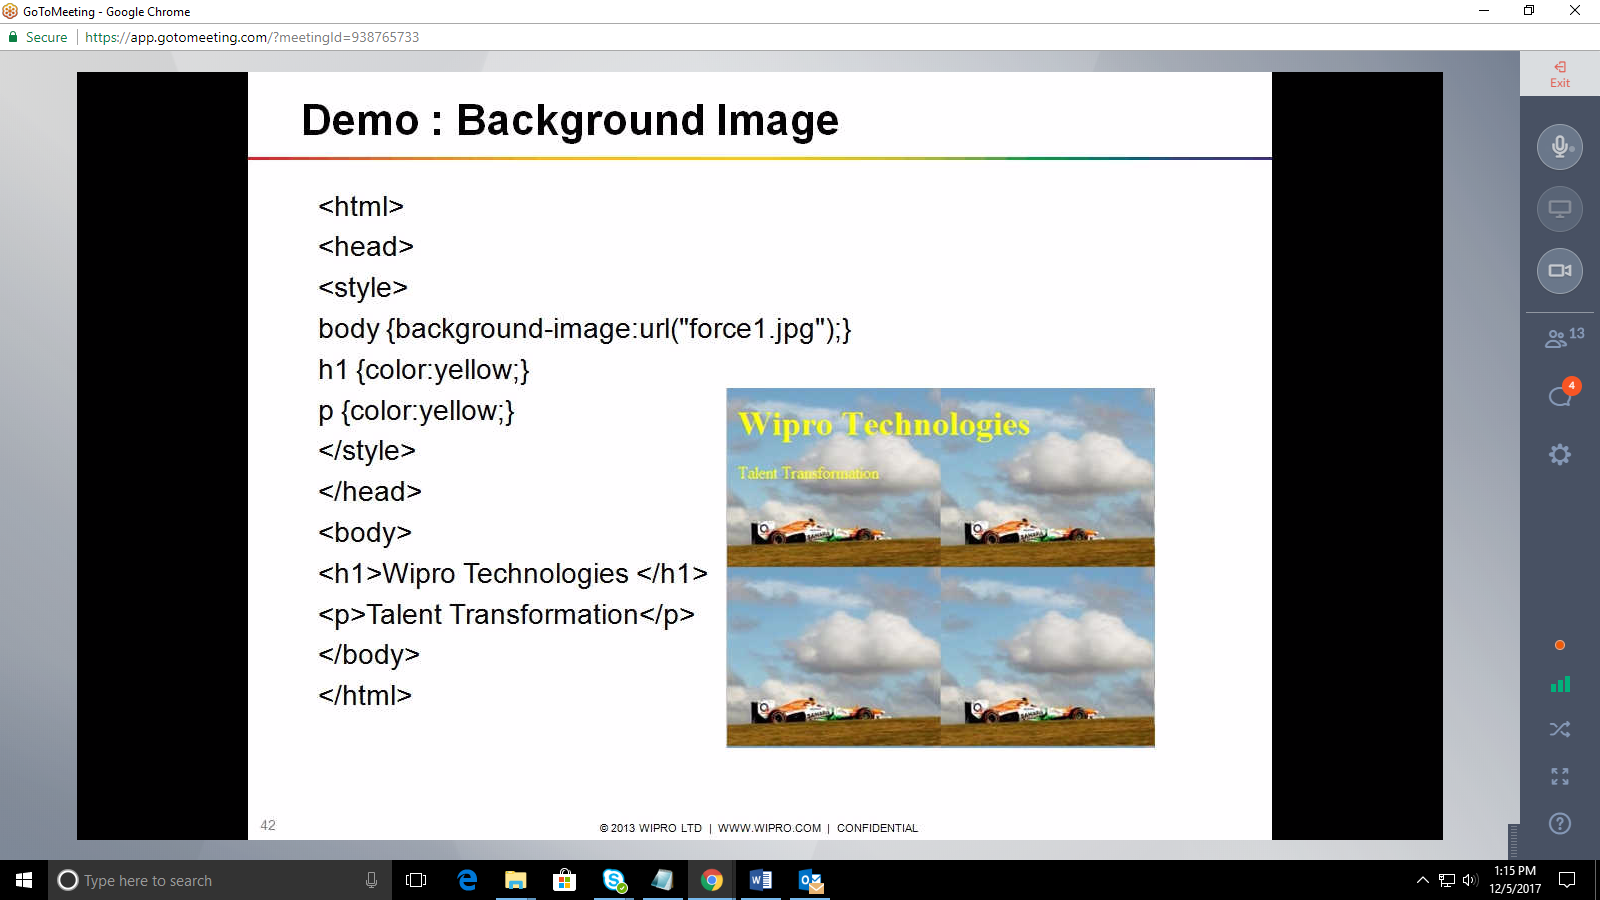 GoToMeeting - Google Chrome
Secure https://app.gotomeeting.com/?meetingId=938765733
Exit
Demo : Background Image
<html>
<head>
<style>
body {background-image:url("force1.jpg");}
h1 {color:yellow;}
p {color:yellow;}
</style>
</head>
<body>
<h1>Wipro Technologies </h1>
<p>Talent Transformation</p>
</body>
</html>
Wipro Technologies
Talent Transformation
42
© 2013 WIPRO LTD | WWW.WIPRO.COM | CONFIDENTIAL
13
4
Type here to search
1:15 PM
12/5/2017